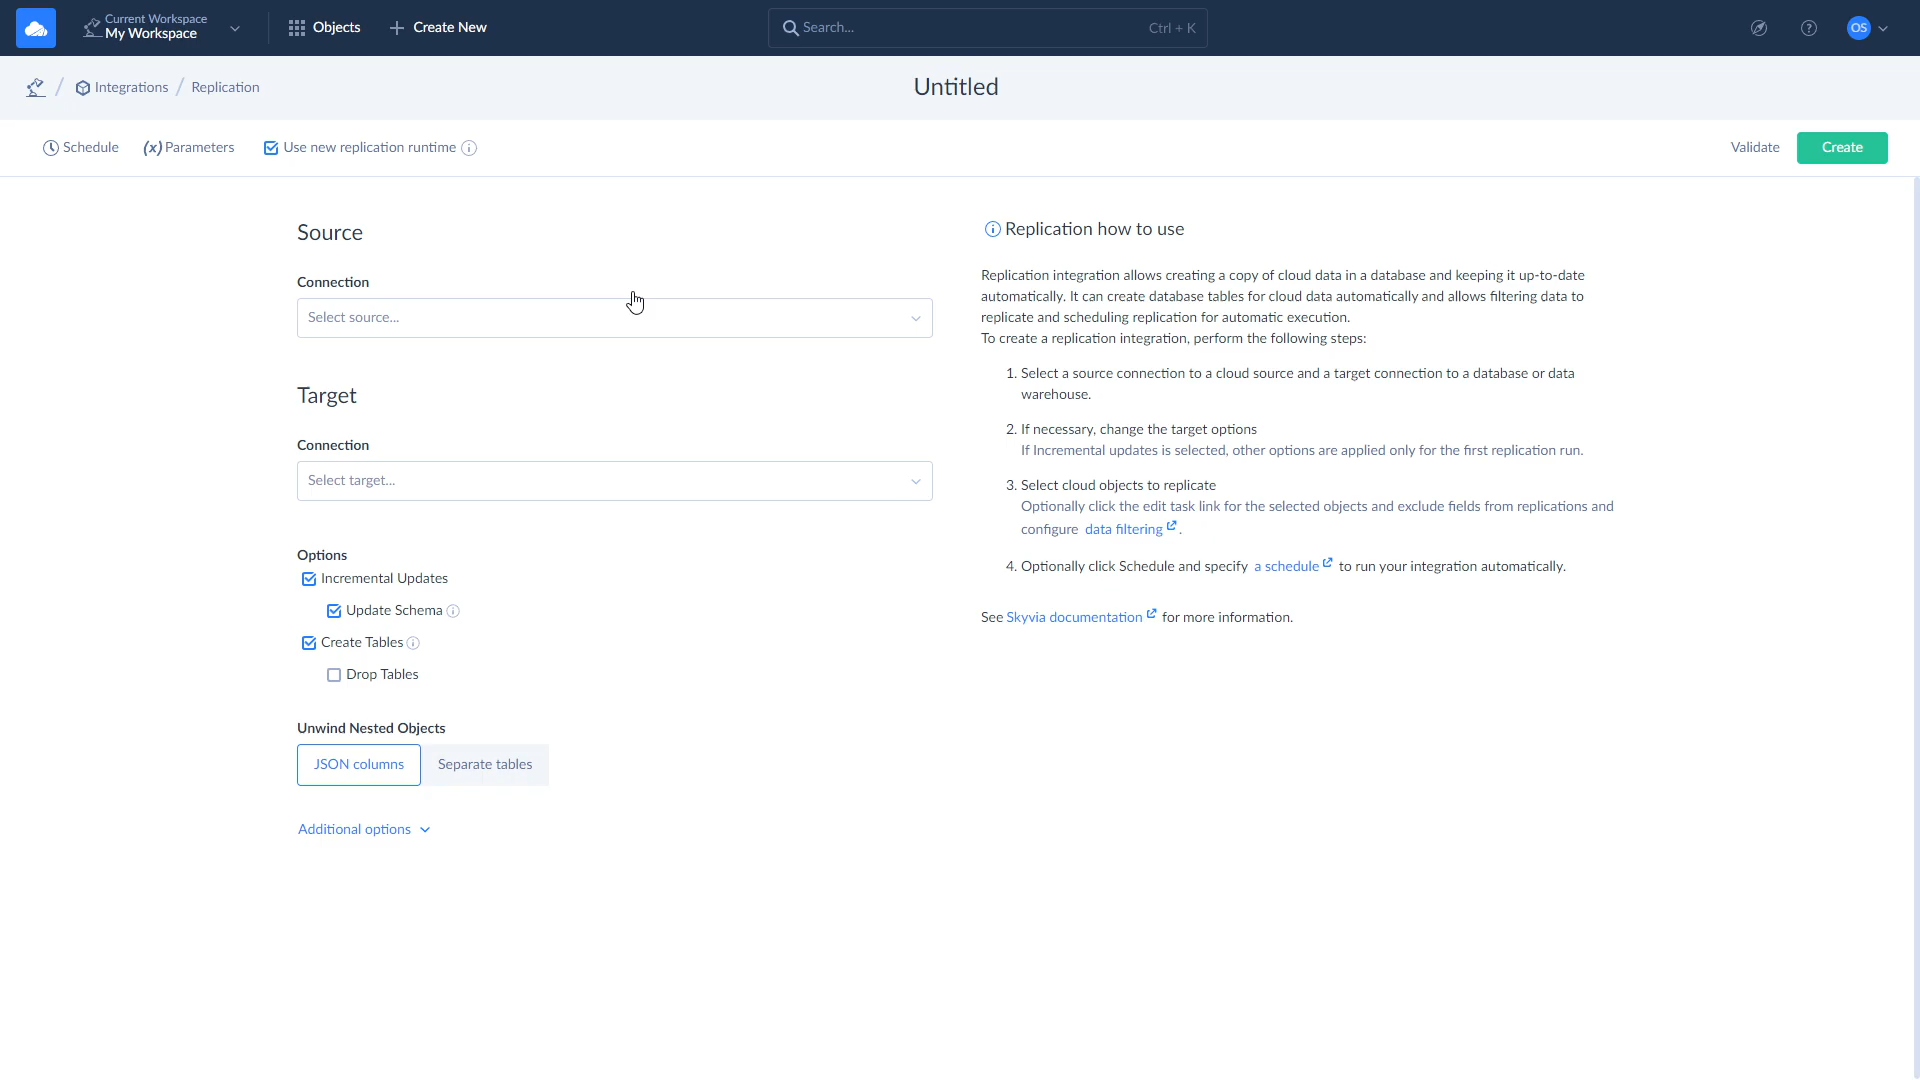 Current Workspace
My Workspace
Objects
Create New
Search...
Ctrl + K
OS
Integrations / Replication
Untitled
Schedule
(x) Parameters
Use new replication runtime
Validate
Create
Source
Connection
Select source...
Target
Connection
Select target...
Options
Incremental Updates
Update Schema
Create Tables
Drop Tables
Unwind Nested Objects
JSON columns
Separate tables
Additional options
Replication how to use
Replication integration allows creating a copy of cloud data in a database and keeping it up-to-date
automatically. It can create database tables for cloud data automatically and allows filtering data to
replicate and scheduling replication for automatic execution.
To create a replication integration, perform the following steps:
1. Select a source connection to a cloud source and a target connection to a database or data
warehouse.
2. If necessary, change the target options
If Incremental updates is selected, other options are applied only for the first replication run.
3. Select cloud objects to replicate
Optionally click the edit task link for the selected objects and exclude fields from replications and
configure data filtering .
4. Optionally click Schedule and specify a schedule to run your integration automatically.
See Skyvia documentation for more information.